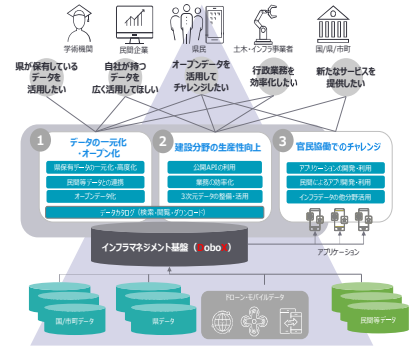 学術機関
民間企業
県民
土木・インフラ事業者
国/県/市町
県が保有している
データを
活用したい
自社が持つ
データを
広く活用してほしい
オープンデータを
活用して
チャレンジしたい
行政業務を
効率化したい
新たなサービスを
提供したい
1
データの一元化
・オープン化
県保有データの一元化・高度化
民間等データとの連携
オープンデータ化
2
建設分野の生産性向上
公開APIの利用
業務の効率化
3次元データの整備・活用
データカタログ(検索・閲覧・ダウンロード)
3
官民協働でのチャレンジ
アプリケーションの開発・利用
民間によるアプリ開発・利用
インフラデータの他分野活用
アプリケーション
インフラマネジメント基盤(DoboX)
国/市町データ
県データ
ドローン・モバイルデータ
民間等データ